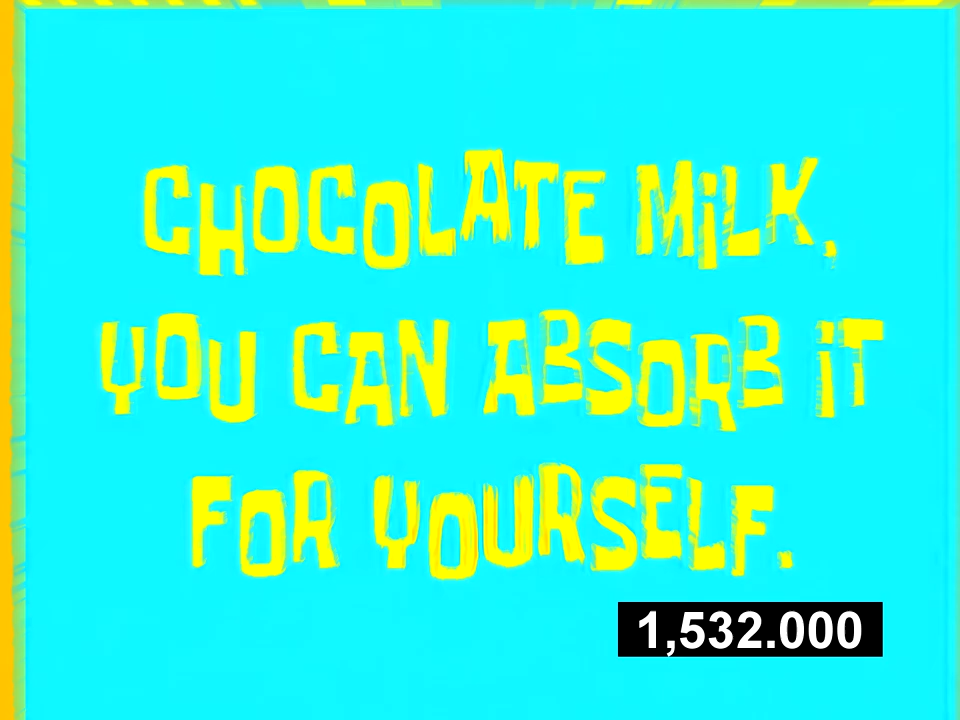 CHOCOLATE MiLK,
YOU CAN ABSORB iT
FOR YOURSELF.
1,532.000